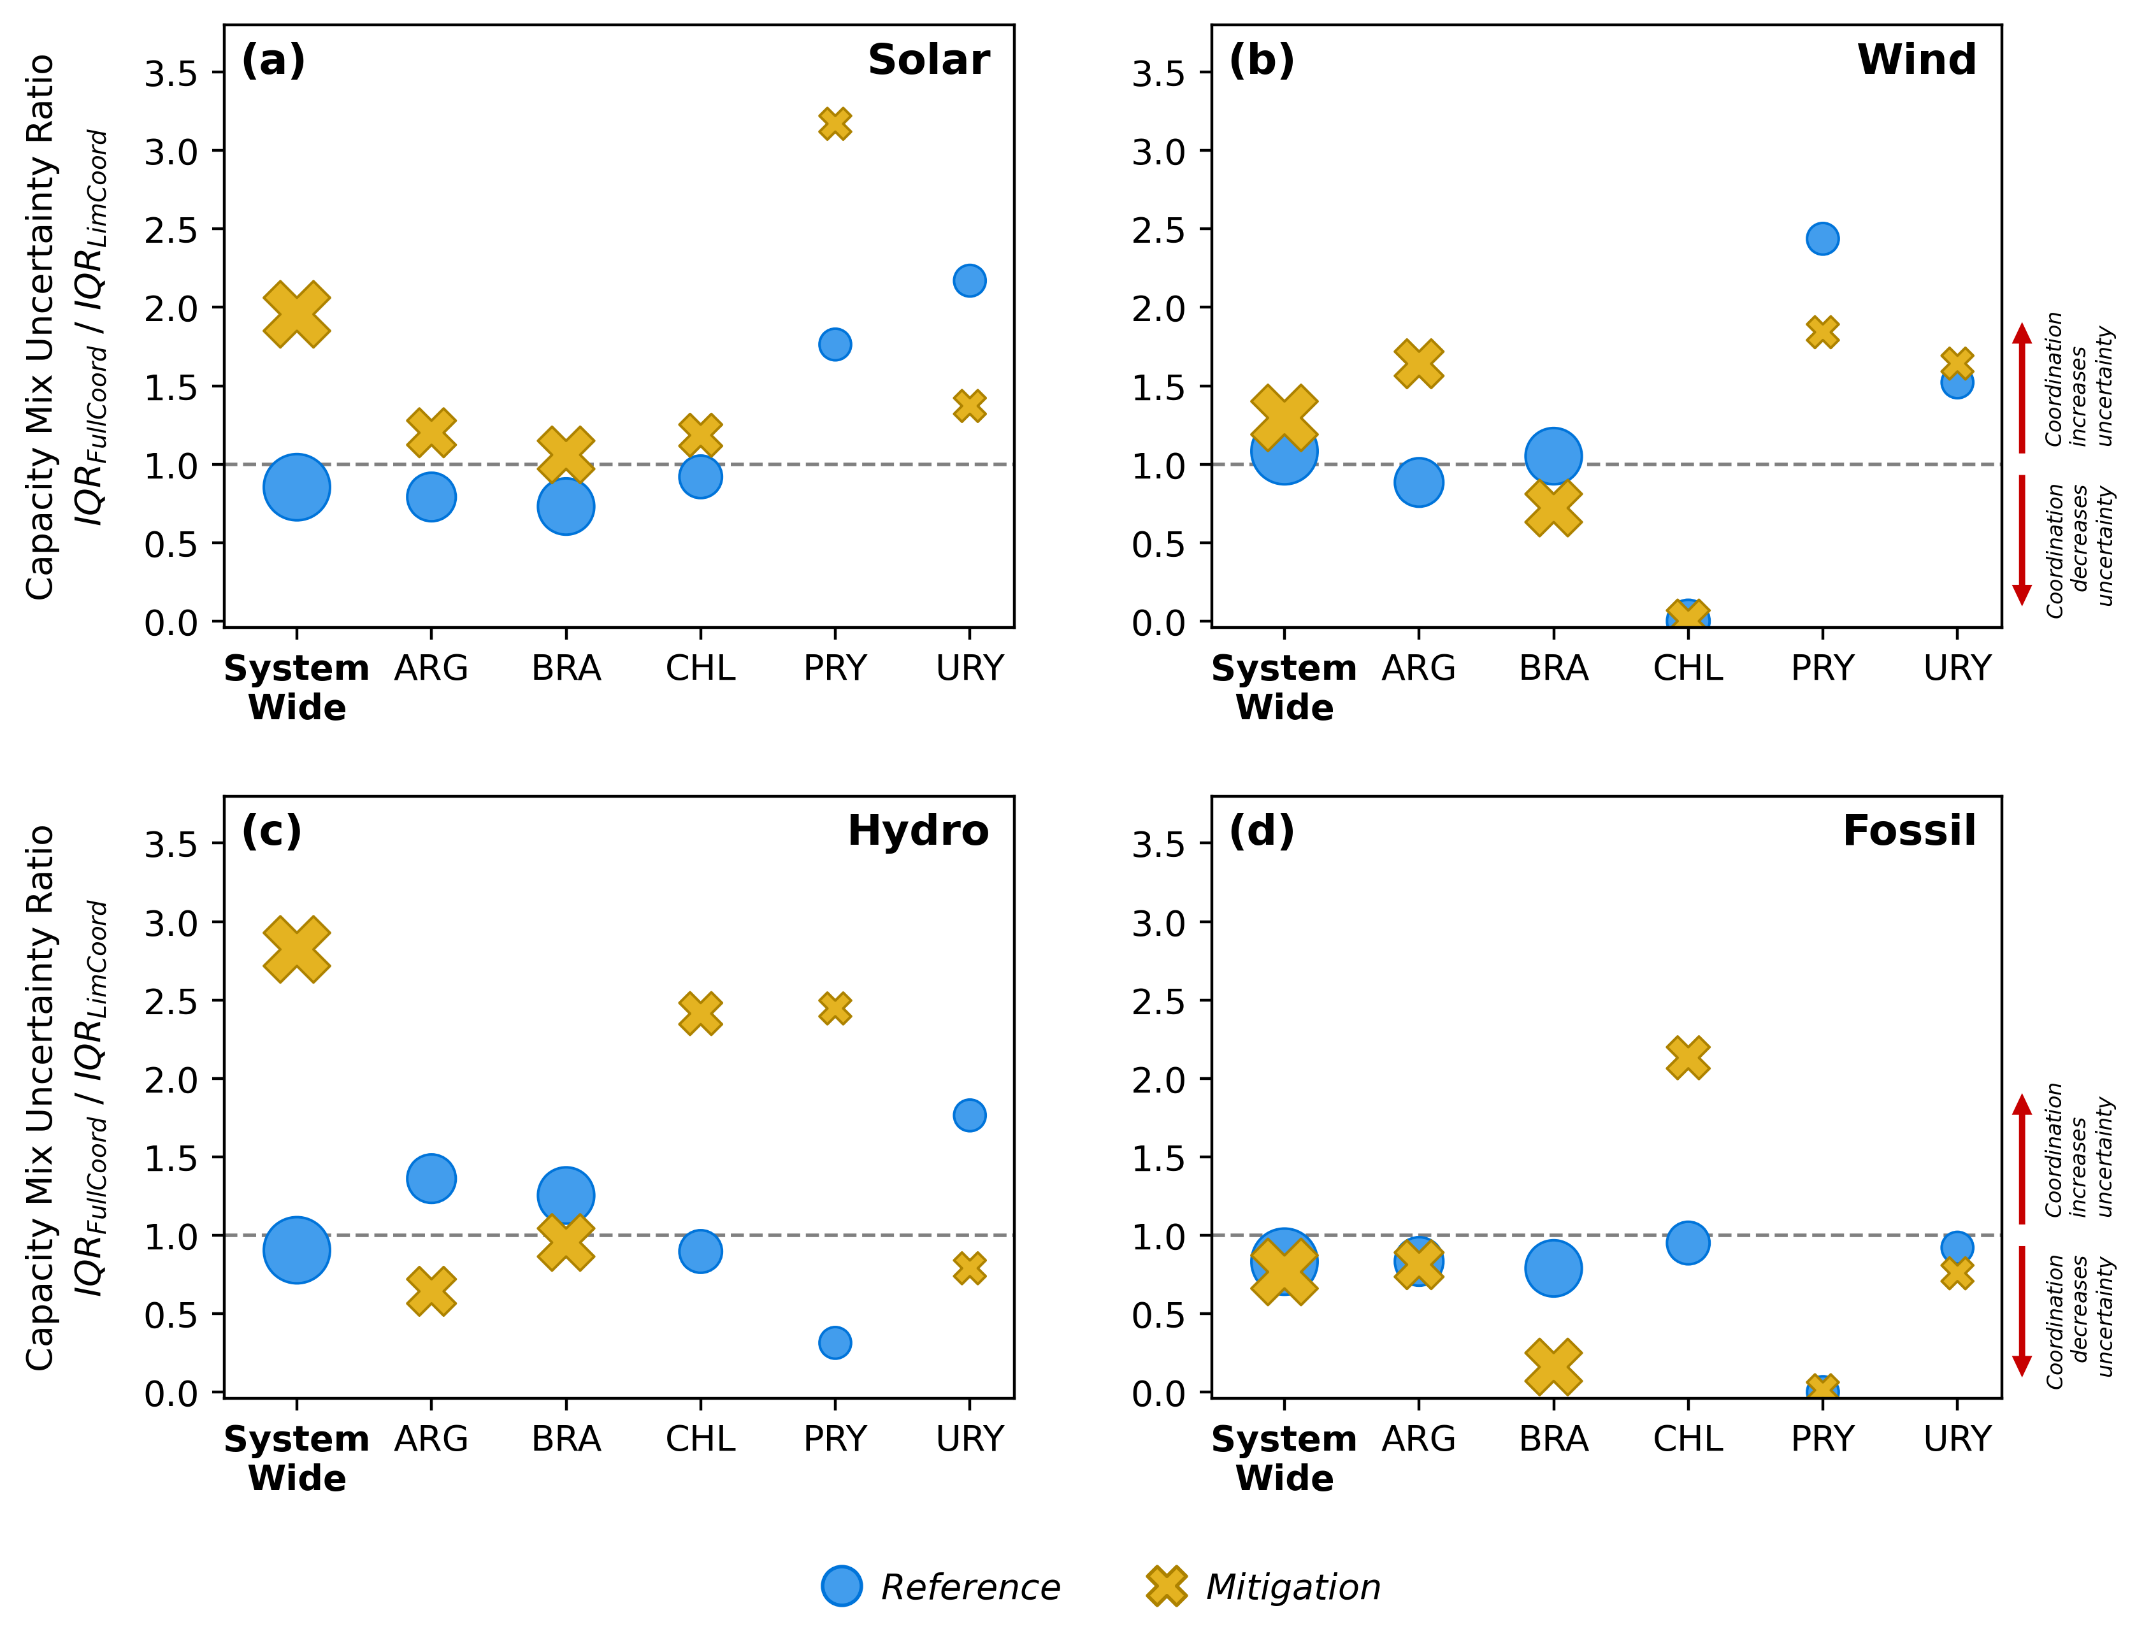 (a)
Solar
Capacity Mix Uncertainty Ratio
IQR_FullCoord / IQR_LimCoord
3.5
3.0
2.5
2.0
1.5
1.0
0.5
0.0
System Wide
ARG
BRA
CHL
PRY
URY
(b)
Wind
3.5
3.0
2.5
2.0
1.5
1.0
0.5
0.0
System Wide
ARG
BRA
CHL
PRY
URY
Coordination
increases
uncertainty
Coordination
decreases
uncertainty
(c)
Hydro
Capacity Mix Uncertainty Ratio
IQR_FullCoord / IQR_LimCoord
3.5
3.0
2.5
2.0
1.5
1.0
0.5
0.0
System Wide
ARG
BRA
CHL
PRY
URY
(d)
Fossil
3.5
3.0
2.5
2.0
1.5
1.0
0.5
0.0
System Wide
ARG
BRA
CHL
PRY
URY
Coordination
increases
uncertainty
Coordination
decreases
uncertainty
Reference
Mitigation